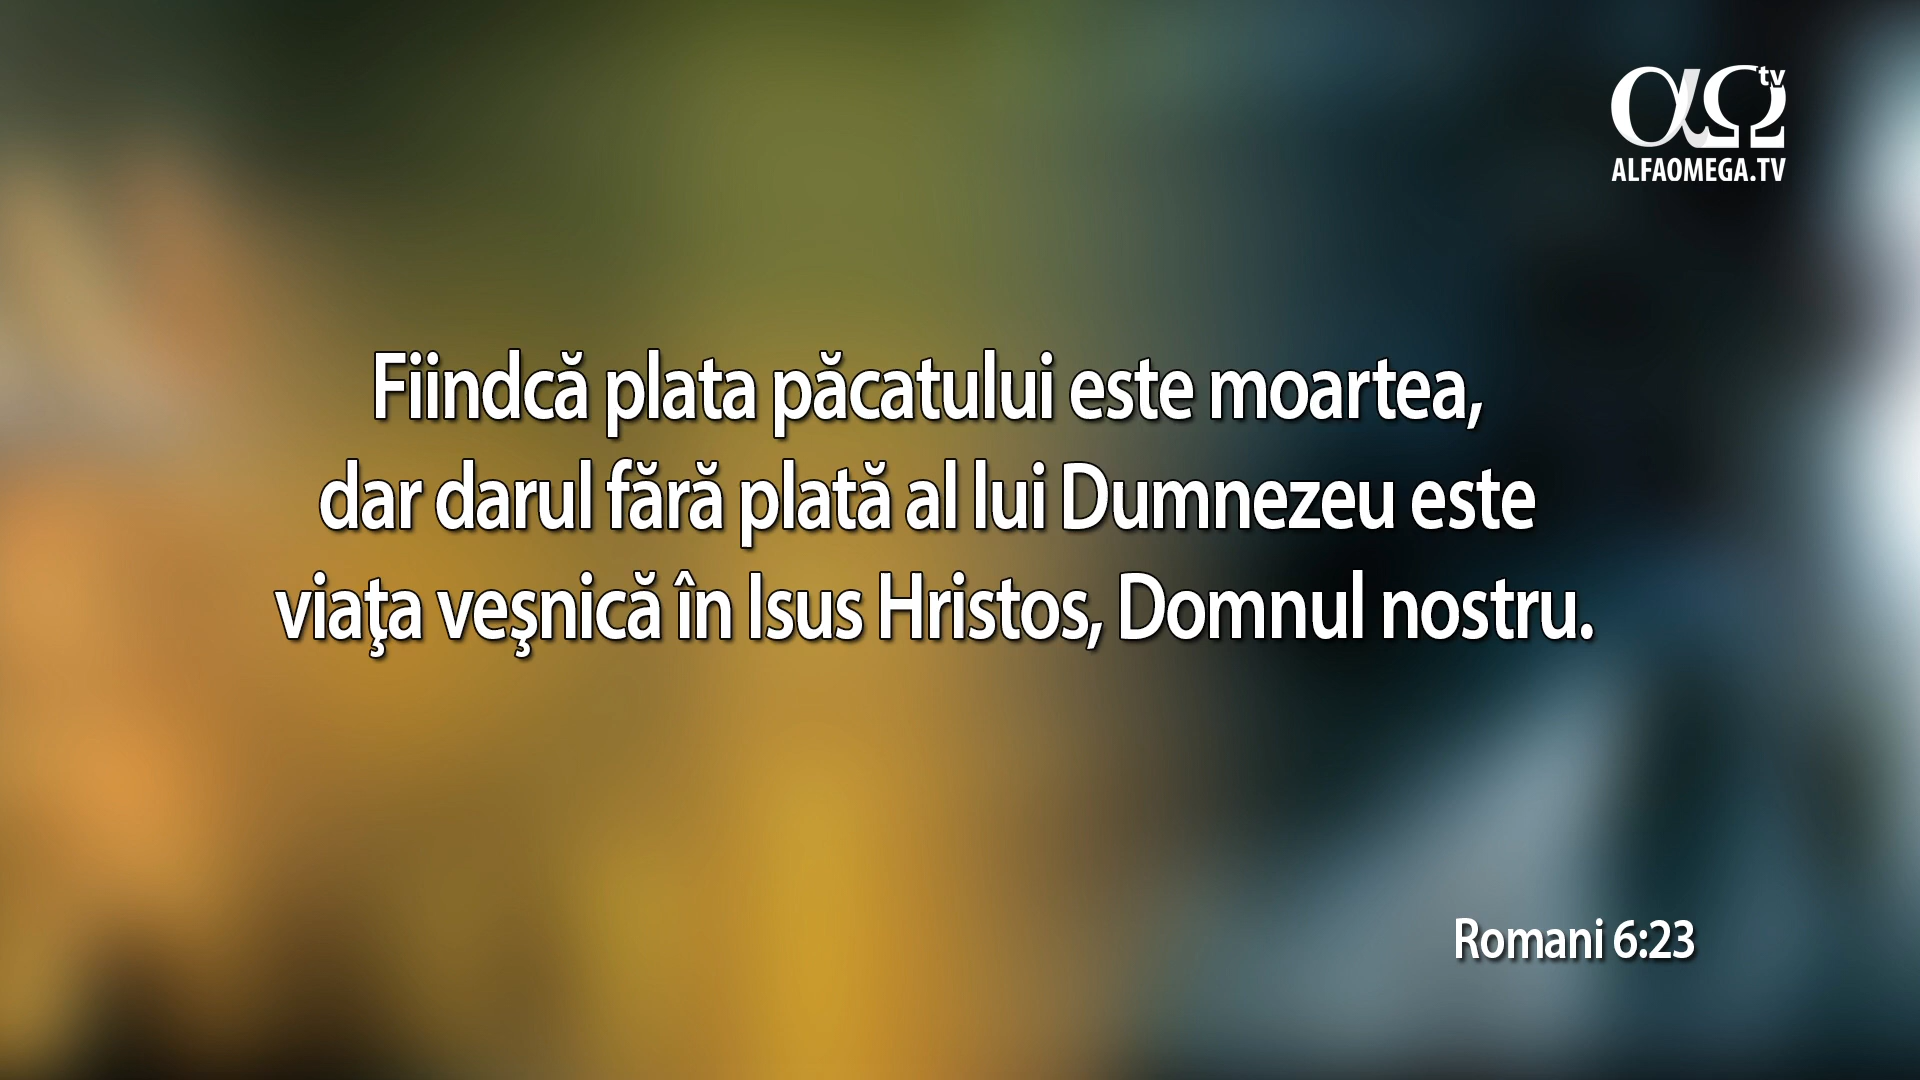 αΩ tv
ALFAOMEGA.TV
Fiindcă plata păcatului este moartea,
dar darul fără plată al lui Dumnezeu este
viaţa veşnică în Isus Hristos, Domnul nostru.
Romani 6:23